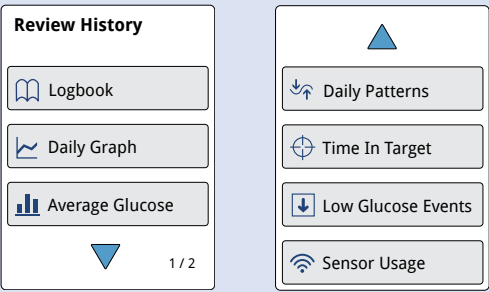 Review History
Logbook
Daily Graph
Average Glucose
1 / 2
Daily Patterns
Time In Target
Low Glucose Events
Sensor Usage